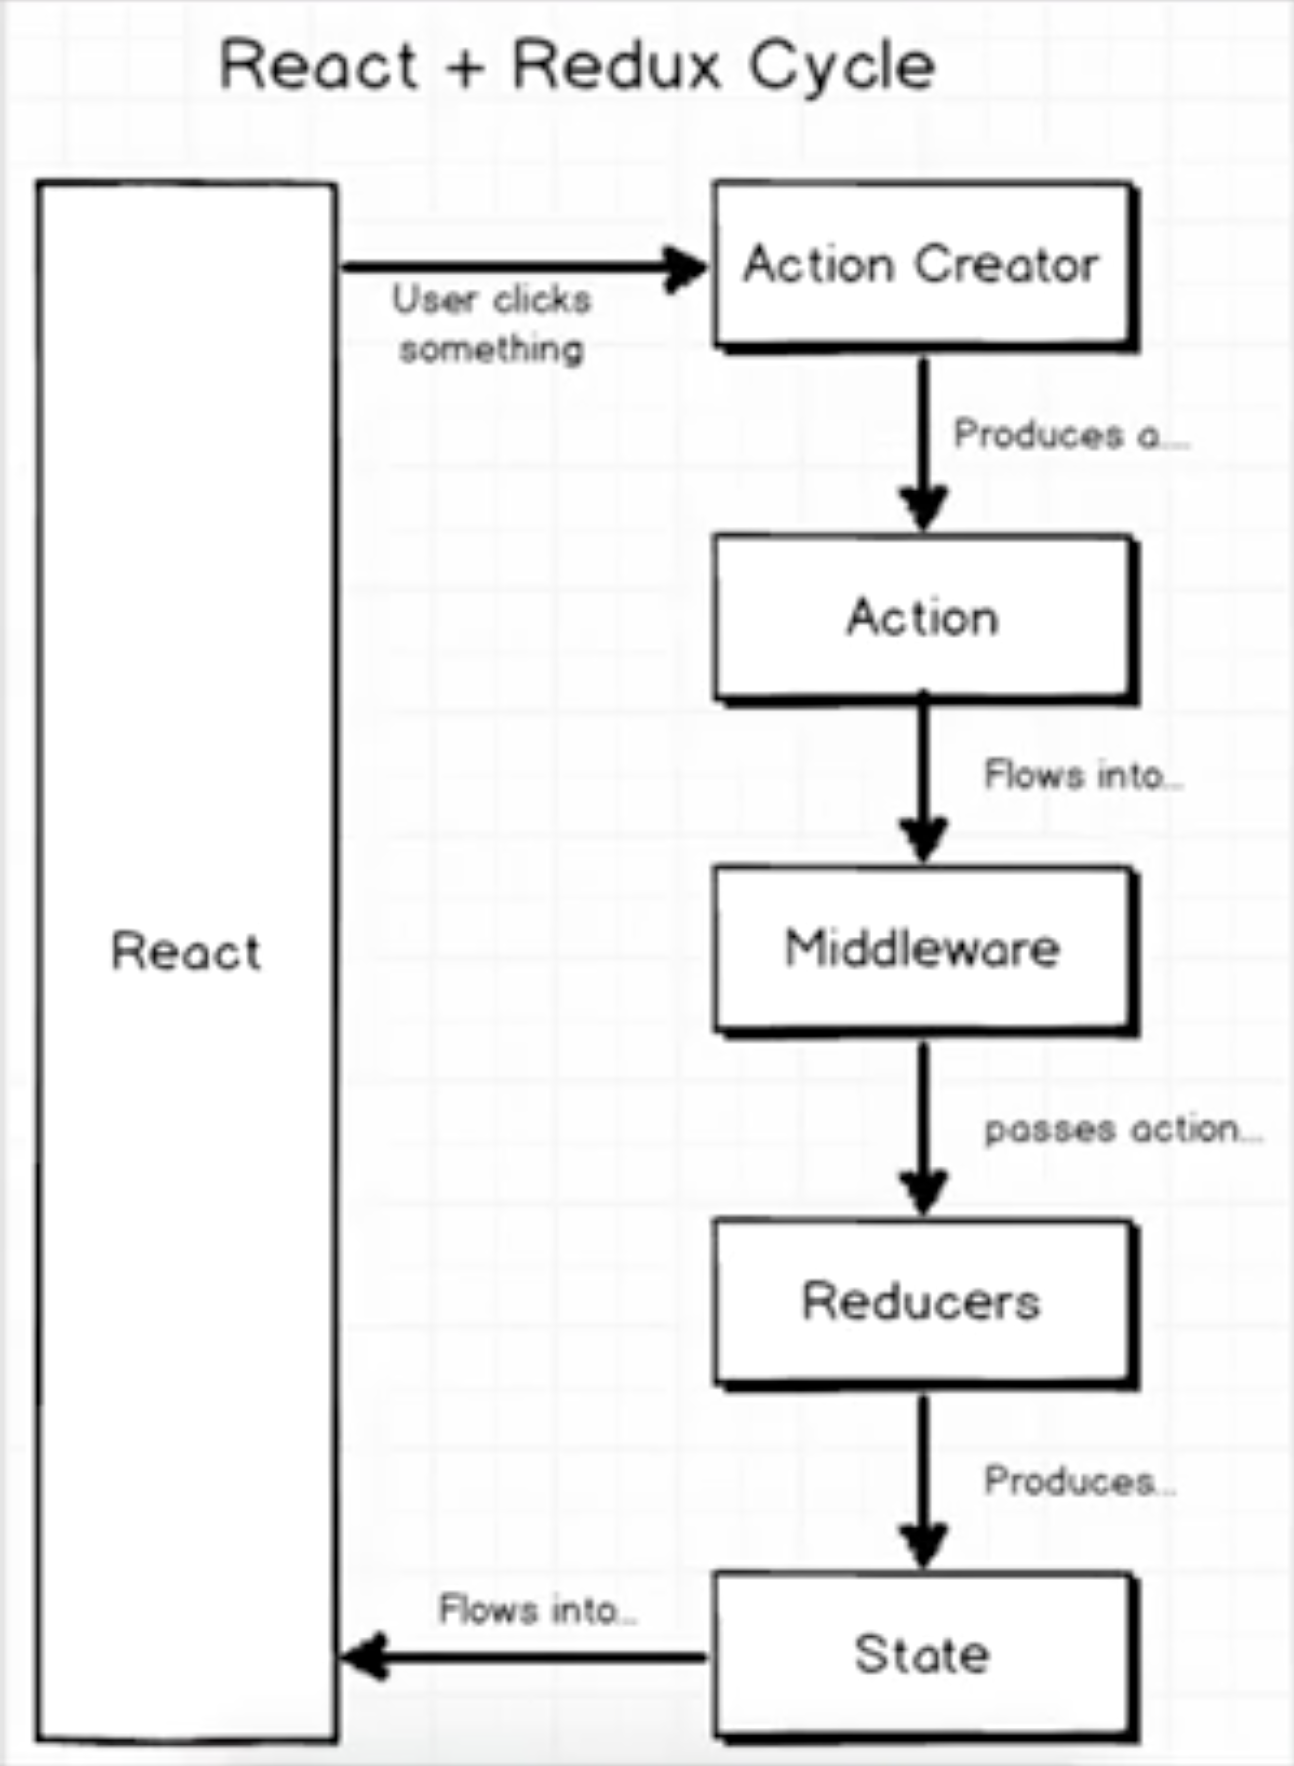 React + Redux Cycle
Action Creator
User clicks
something
Produces a....
Action
Flows into...
React
Middleware
passes action...
Reducers
Produces...
Flows into...
State